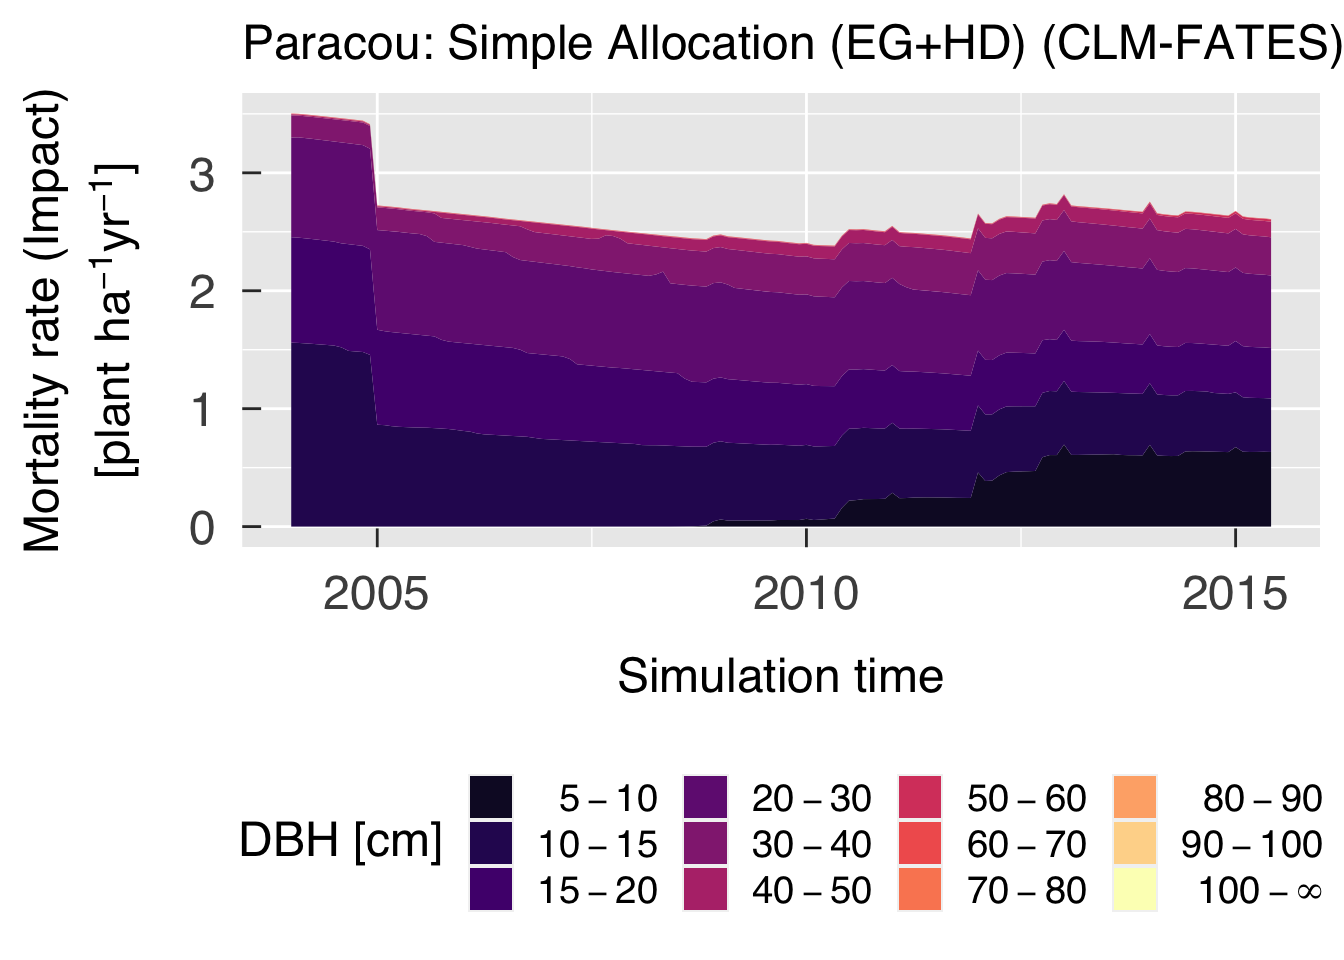 Paracou: Simple Allocation (EG+HD) (CLM-FATES)
Mortality rate (Impact)
[plant ha⁻¹yr⁻¹]
3
2
1
0
2005 2010 2015
Simulation time
DBH [cm]
5 – 10 20 – 30 50 – 60 80 – 90
10 – 15 30 – 40 60 – 70 90 – 100
15 – 20 40 – 50 70 – 80 100 – ∞